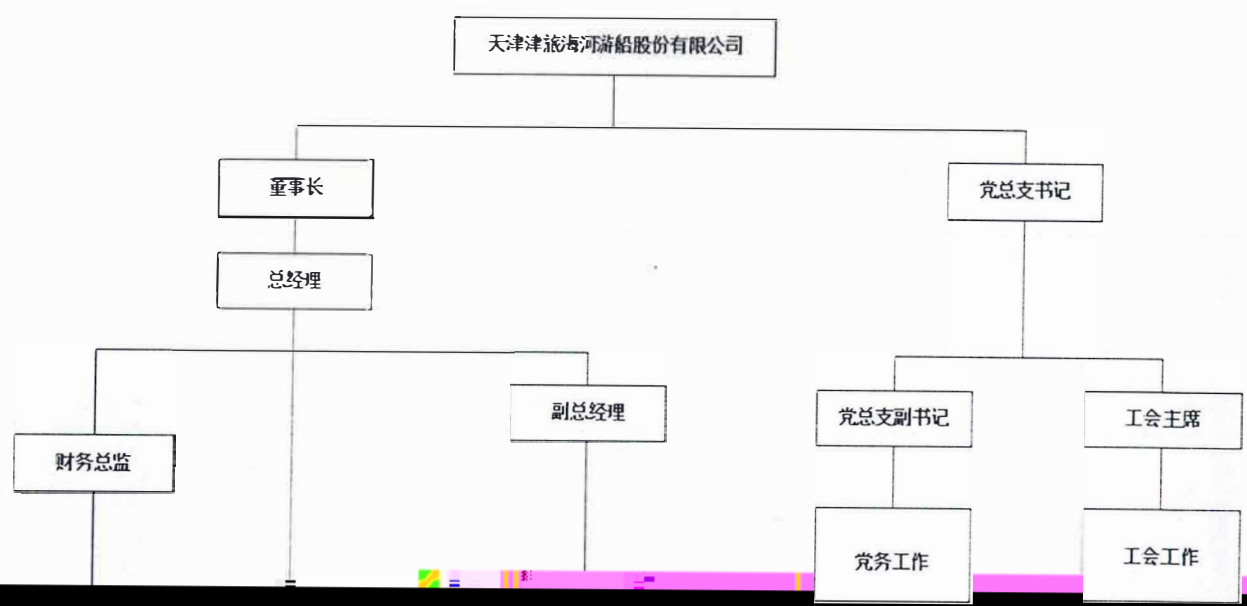 天津津旅海河游船股份有限公司
董事长
党总支书记
总经理
副总经理
党总支副书记
工会主席
财务总监
党务工作
工会工作